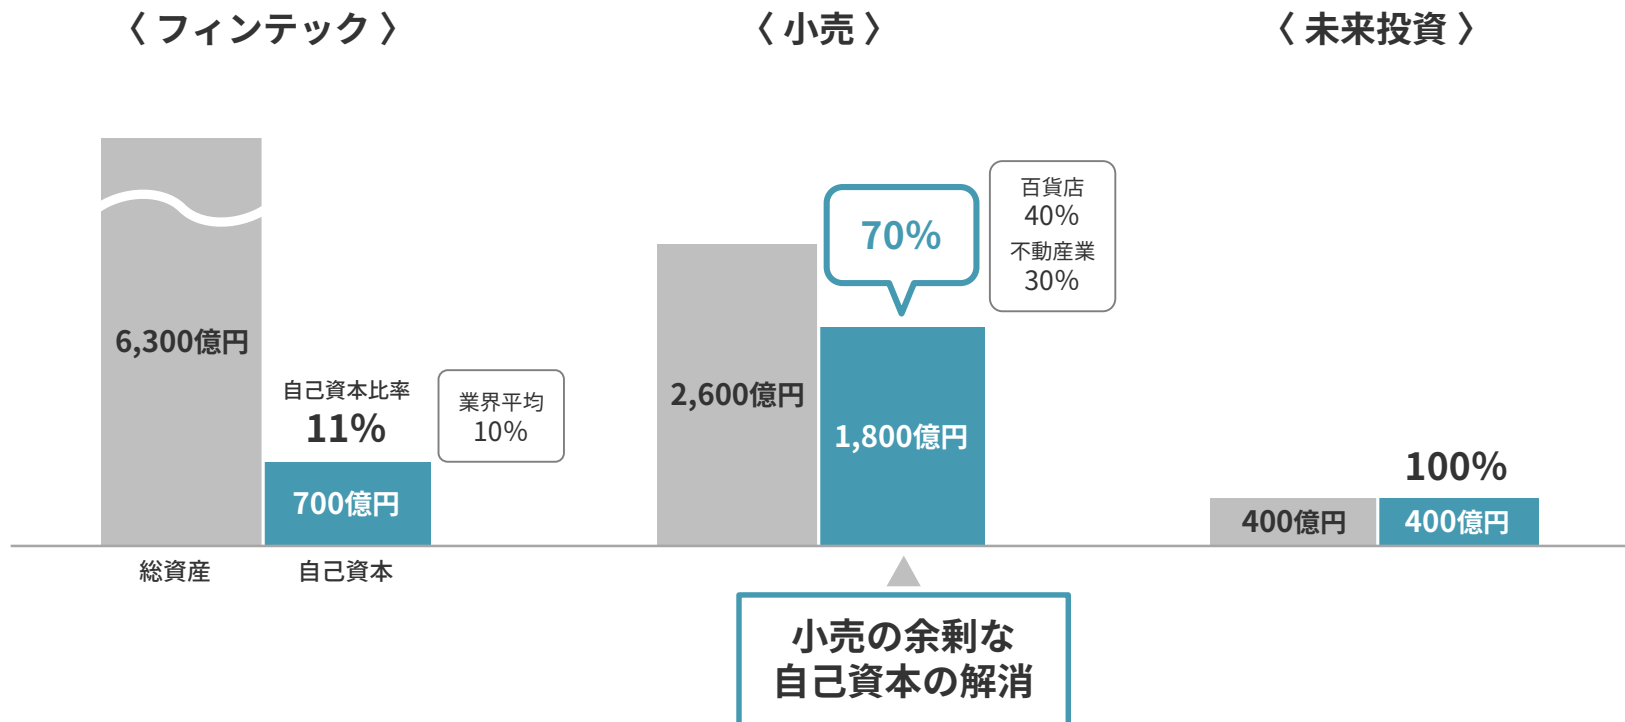 〈 フィンテック 〉
〈 小売 〉
〈 未来投資 〉
6,300億円
自己資本比率
11%
700億円
業界平均
10%
総資産
自己資本
2,600億円
70%
1,800億円
百貨店
40%
不動産業
30%
400億円
100%
400億円
小売の余剰な
自己資本の解消